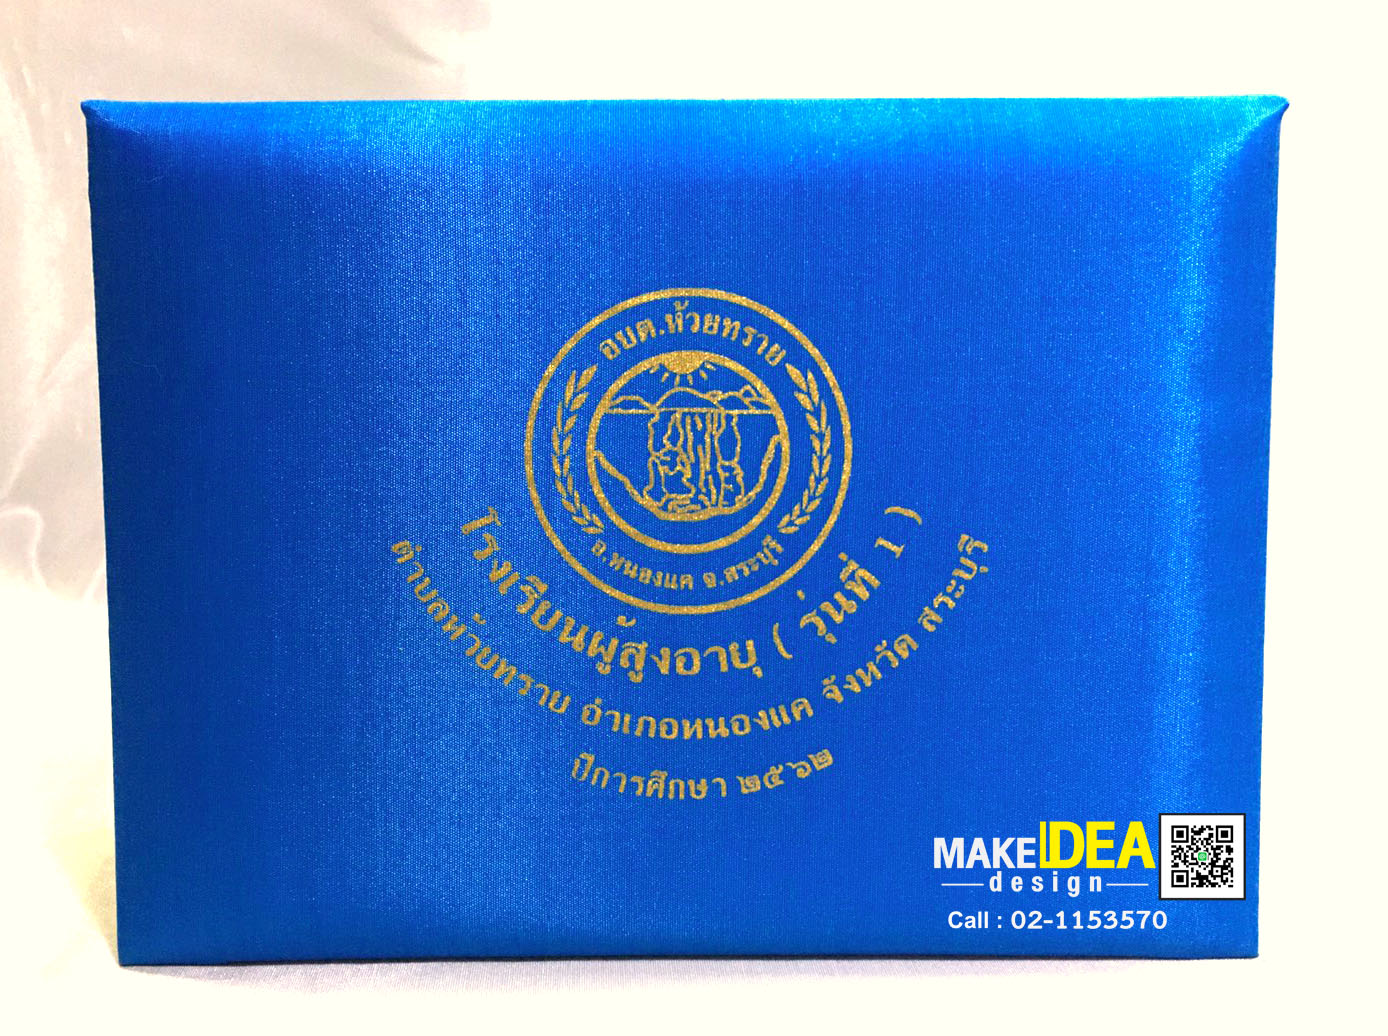 อบต.ห้วยทราย
อ.หนองแค จ.สระบุรี
โรงเรียนผู้สูงอายุ ( รุ่นที่ 1 )
ตำบลห้วยทราย อำเภอหนองแค จังหวัด สระบุรี
ปีการศึกษา ๒๕๖๒
MAKEIDEA
design
Call : 02-1153570